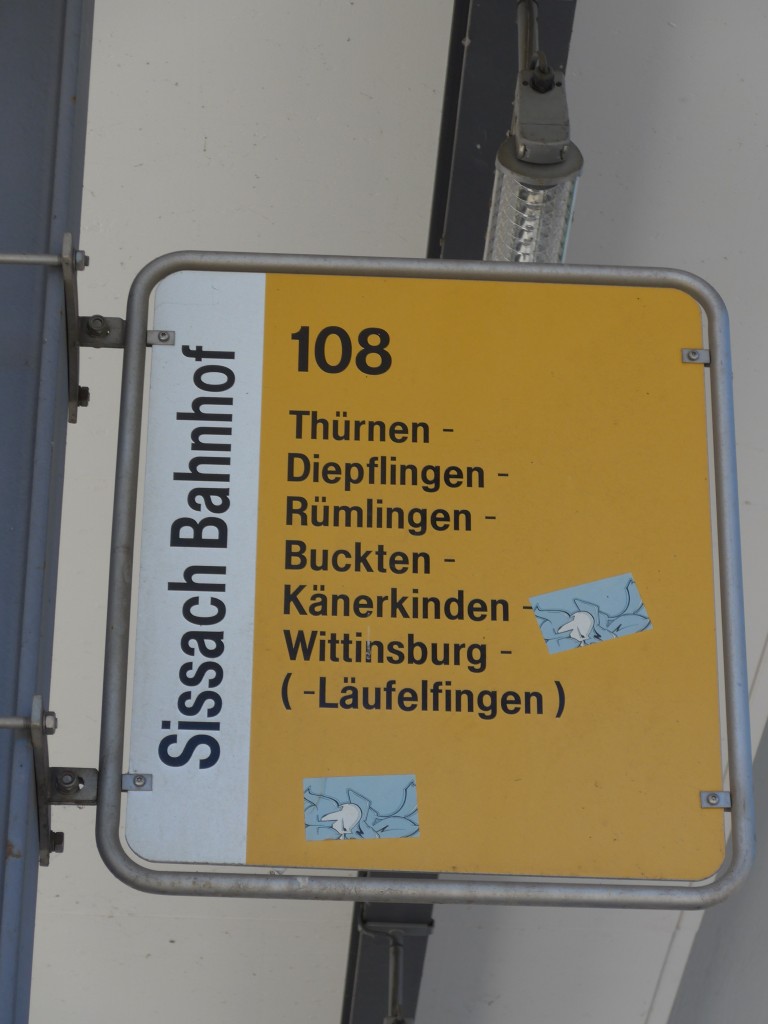 Sissach Bahnhof
108
Thürnen -
Diepflingen -
Rümlingen -
Buckten -
Känerkinden -
Wittinsburg -
( -Läufelfingen )